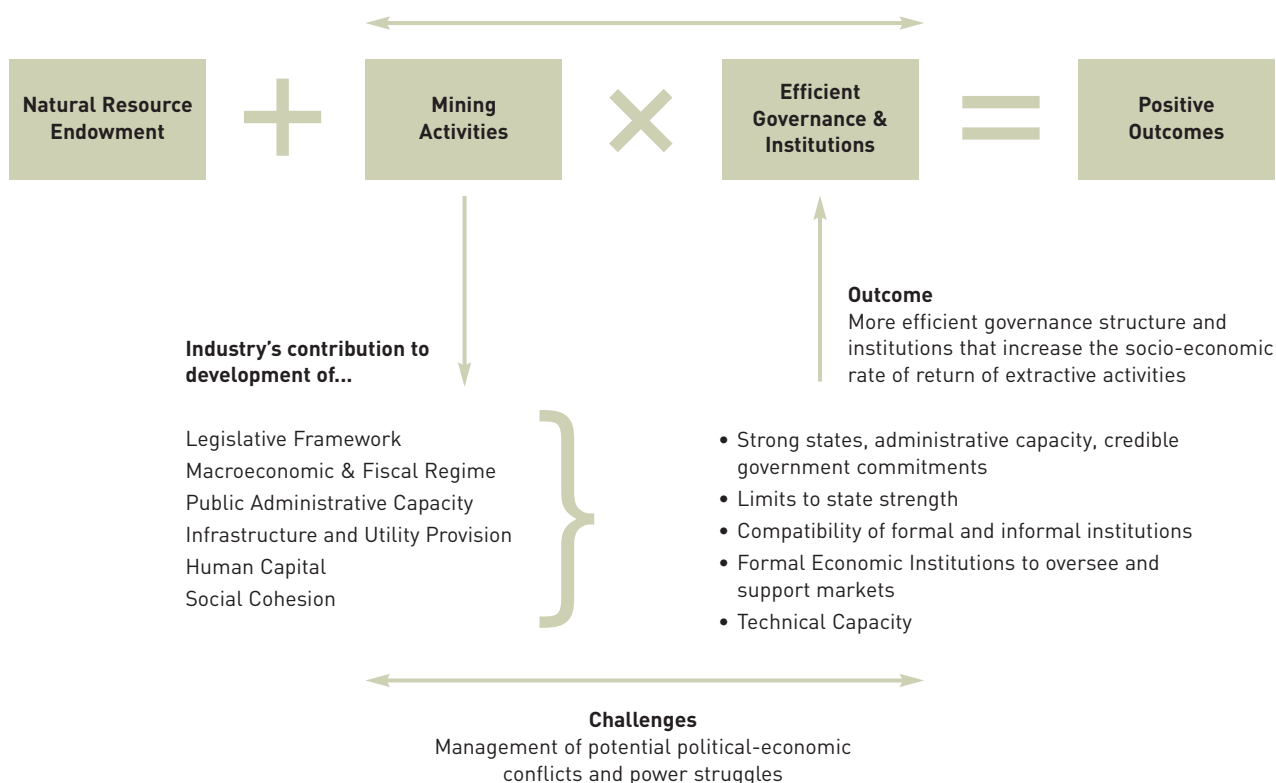 Natural Resource
Endowment
+
Mining
Activities
×
Efficient
Governance &
Institutions
=
Positive
Outcomes
Industry's contribution to
development of...
Legislative Framework
Macroeconomic & Fiscal Regime
Public Administrative Capacity
Infrastructure and Utility Provision
Human Capital
Social Cohesion
}
Outcome
More efficient governance structure and
institutions that increase the socio-economic
rate of return of extractive activities
• Strong states, administrative capacity, credible
government commitments
• Limits to state strength
• Compatibility of formal and informal institutions
• Formal Economic Institutions to oversee and
support markets
• Technical Capacity
Challenges
Management of potential political-economic
conflicts and power struggles